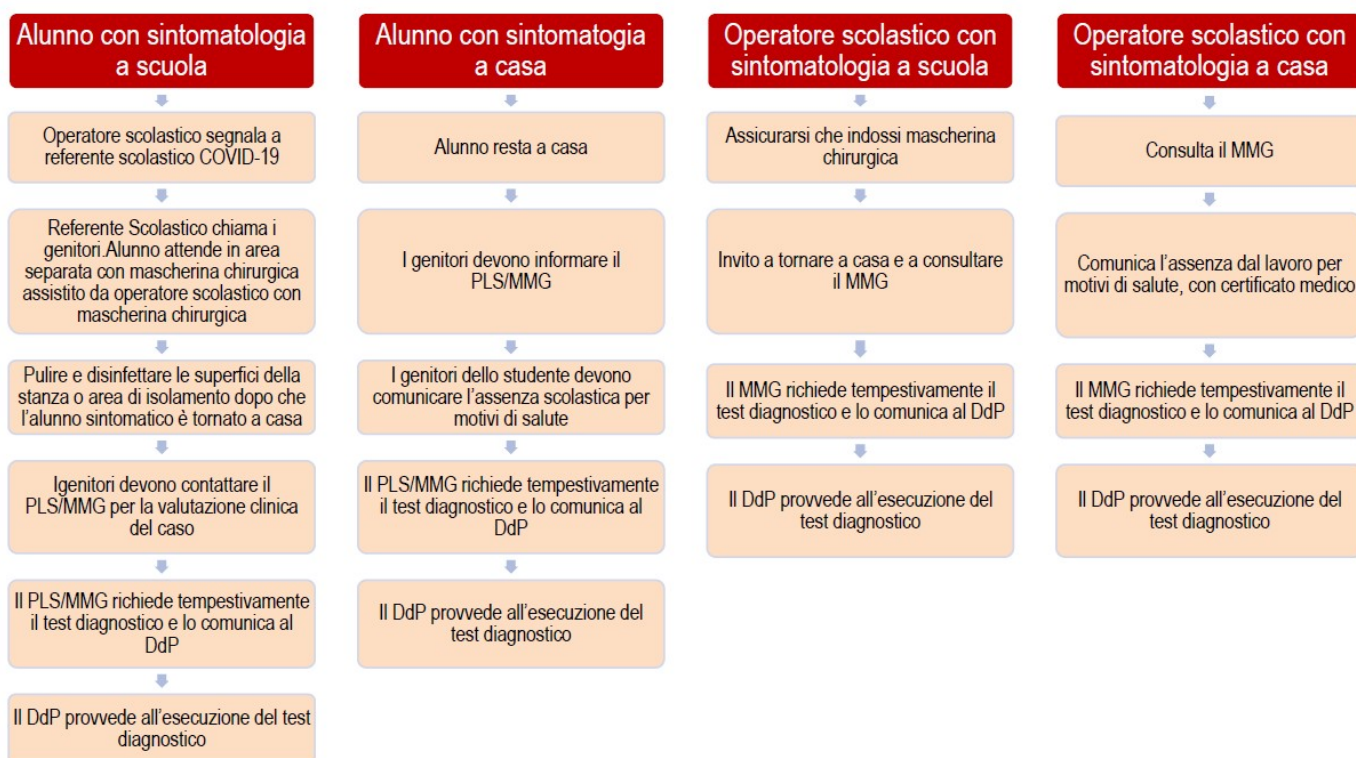 Alunno con sintomatologia
a scuola
Operatore scolastico segnala a
referente scolastico COVID-19
Referente Scolastico chiama i
genitori.Alunno attende in area
separata con mascherina chirurgica
assistito da operatore scolastico con
mascherina chirurgica
Pulire e disinfettare le superfici della
stanza o area di isolamento dopo che
l’alunno sintomatico è tornato a casa
Igenitori devono contattare il
PLS/MMG per la valutazione clinica
del caso
Il PLS/MMG richiede tempestivamente
il test diagnostico e lo comunica al
DdP
Il DdP provvede all’esecuzione del test
diagnostico
Alunno con sintomatogia
a casa
Alunno resta a casa
I genitori devono informare il
PLS/MMG
I genitori dello studente devono
comunicare l’assenza scolastica per
motivi di salute
Il PLS/MMG richiede tempestivamente
il test diagnostico e lo comunica al
DdP
Il DdP provvede all’esecuzione del
test diagnostico
Operatore scolastico con
sintomatologia a scuola
Assicurarsi che indossi mascherina
chirurgica
Invito a tornare a casa e a consultare
il MMG
Il MMG richiede tempestivamente il
test diagnostico e lo comunica al DdP
Il DdP provvede all’esecuzione del
test diagnostico
Operatore scolastico con
sintomatologia a casa
Consulta il MMG
Comunica l’assenza dal lavoro per
motivi di salute, con certificato medico
Il MMG richiede tempestivamente il
test diagnostico e lo comunica al DdP
Il DdP provvede all’esecuzione del
test diagnostico